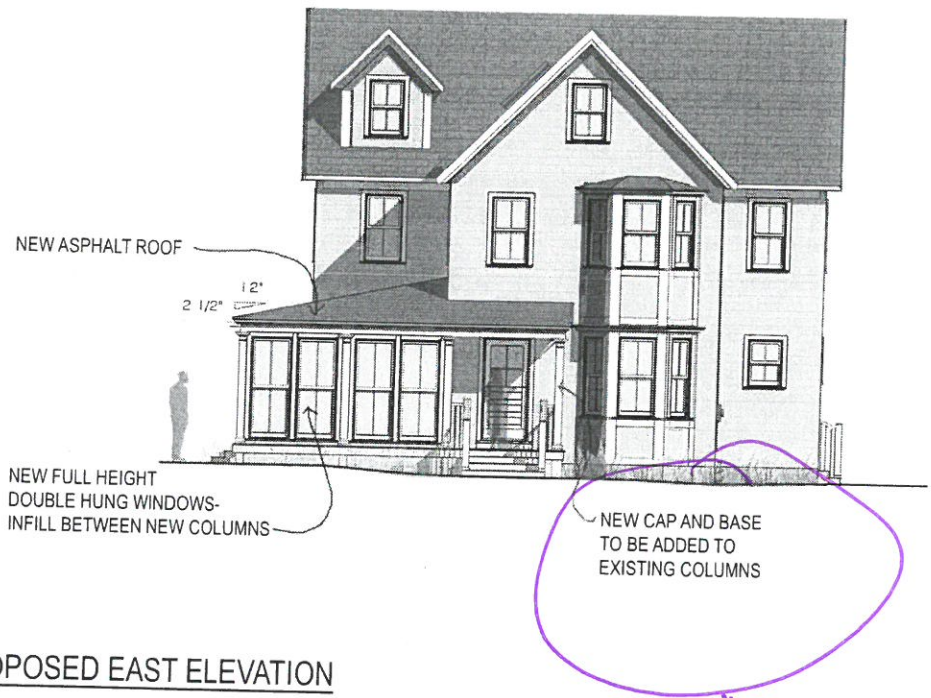 NEW ASPHALT ROOF
12"
2 1/2"
NEW FULL HEIGHT
DOUBLE HUNG WINDOWS-
INFILL BETWEEN NEW COLUMNS
NEW CAP AND BASE
TO BE ADDED TO
EXISTING COLUMNS
OPOSED EAST ELEVATION